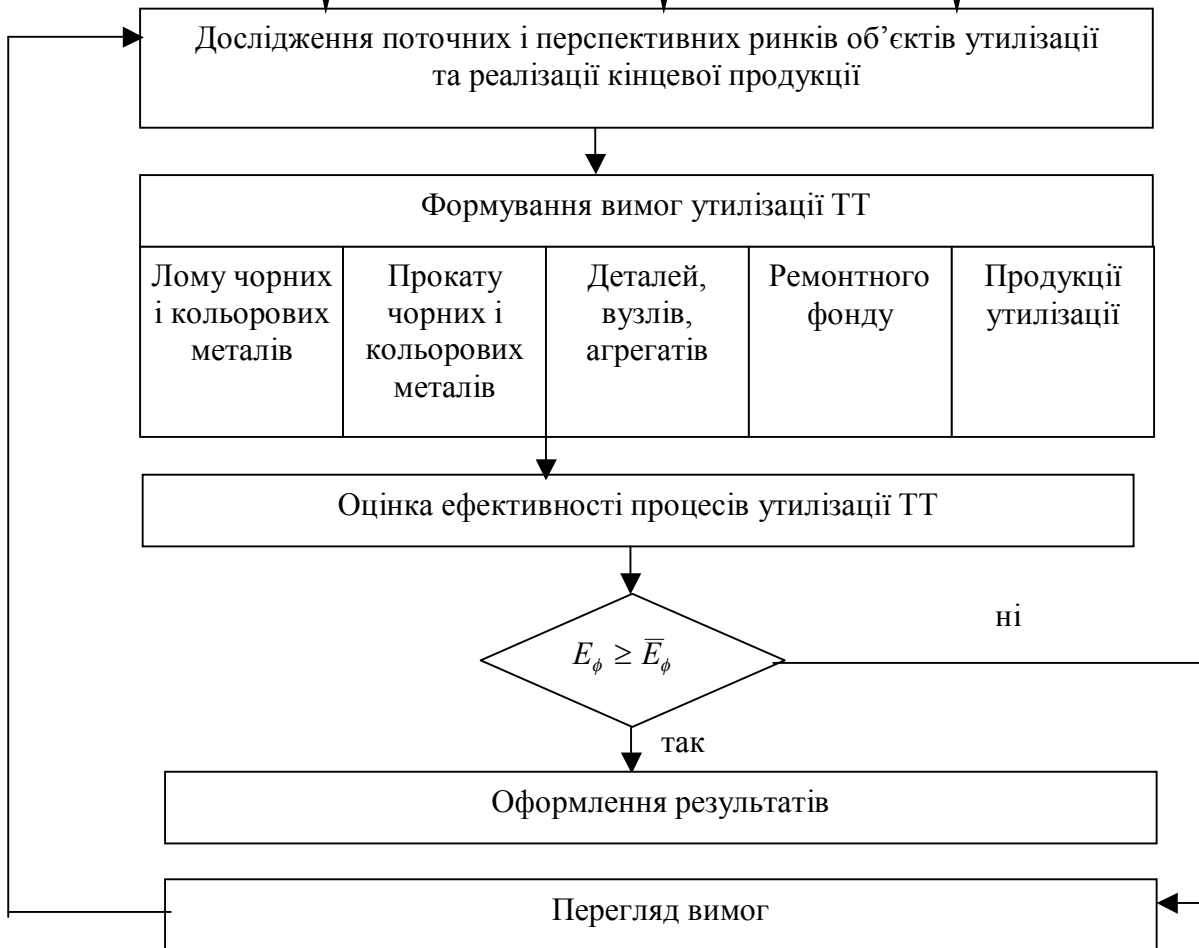 Дослідження поточних і перспективних ринків об’єктів утилізації
та реалізації кінцевої продукції
Формування вимог утилізації ТТ
Лому чорних
і кольорових
металів
Прокату
чорних і
кольорових
металів
Деталей,
вузлів,
агрегатів
Ремонтного
фонду
Продукції
утилізації
Оцінка ефективності процесів утилізації ТТ
ні
E_ϕ ≥ E̅_ϕ
так
Оформлення результатів
Перегляд вимог